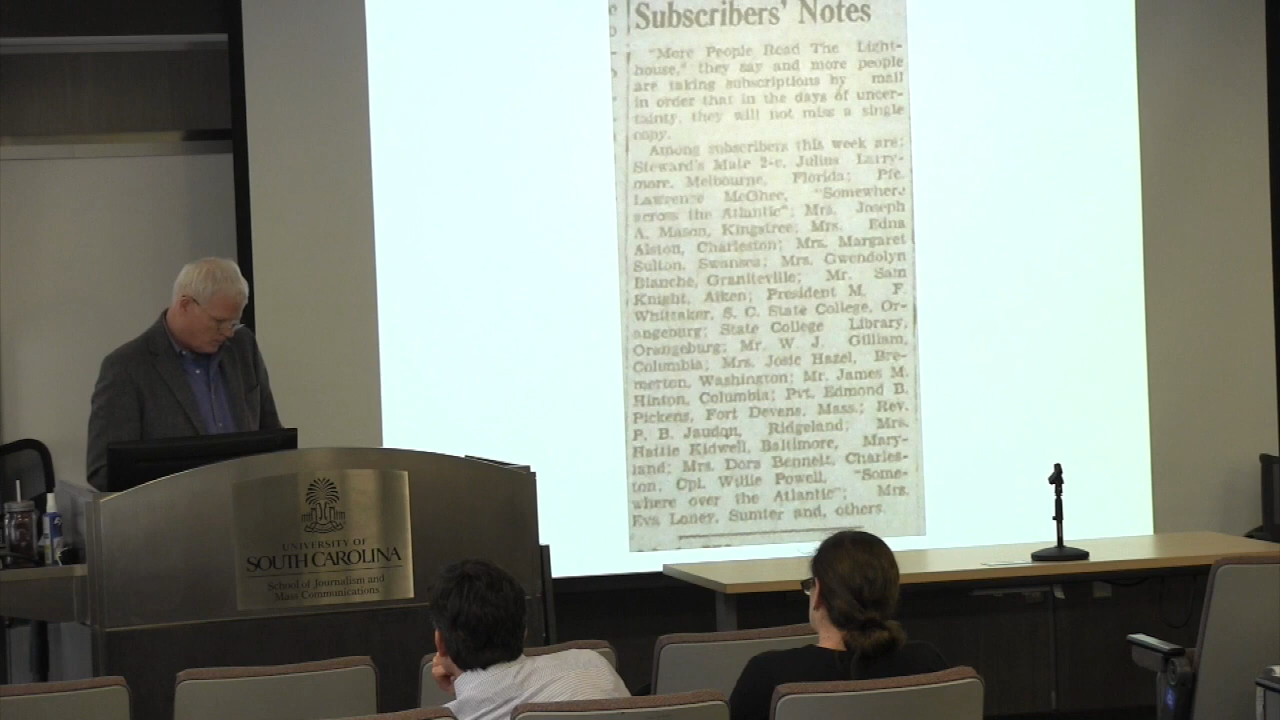 Subscribers' Notes
"More People Read The Light-
house," they say and more people
are taking subscriptions by mail
in order that in the days of uncer-
tainty, they will not miss a single
copy.
Among subscribers this week are:
Steward's Mate 2-c, Julius Larry-
more, Melbourne, Florida; Pfc.
Lawrence McGhee, "Somewhere
across the Atlantic"; Mrs. Joseph
A. Mason, Kingstree; Mrs. Edna
Alston, Charleston; Mrs. Margaret
Sulton, Swansea; Mrs. Gwendolyn
Blanche, Graniteville; Mr. Sam
Knight, Aiken; President M. F.
Whittaker, S. C. State College, Or-
angeburg; State College Library,
Orangeburg; Mr. W. J. Gilliam,
Columbia; Mrs. Josie Hazel, Bre-
merton, Washington; Mr. James M.
Hinton, Columbia; Pvt. Edmond B.
Pickens, Fort Devens, Mass.; Rev.
P. B. Jaudon, Ridgeland; Mrs.
Hattie Kidwell, Baltimore, Mary-
land; Mrs. Dora Bennett, Charles-
ton; Cpl. Willie Powell, "Some-
where over the Atlantic"; Mrs.
Eva Laney, Sumter and, others.
UNIVERSITY OF
SOUTH CAROLINA
School of Journalism and
Mass Communications